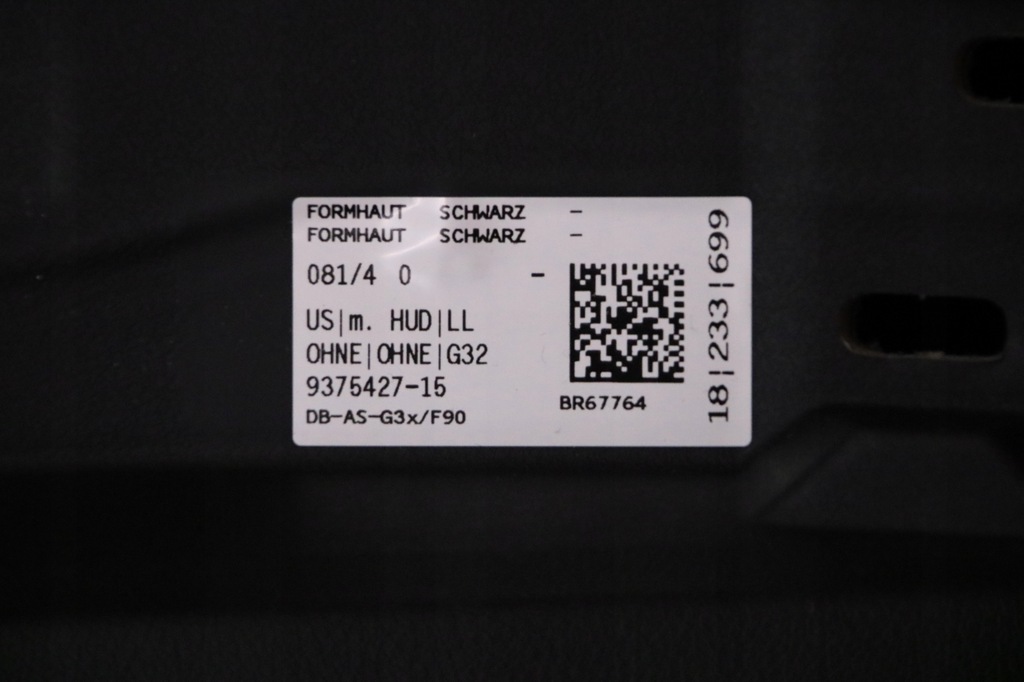 FORMHAUT SCHWARZ -
FORMHAUT SCHWARZ -
081/4 0 -
US|m. HUD|LL
OHNE|OHNE|G32
9375427-15
DB-AS-G3x/F90
BR67764
18|233|699